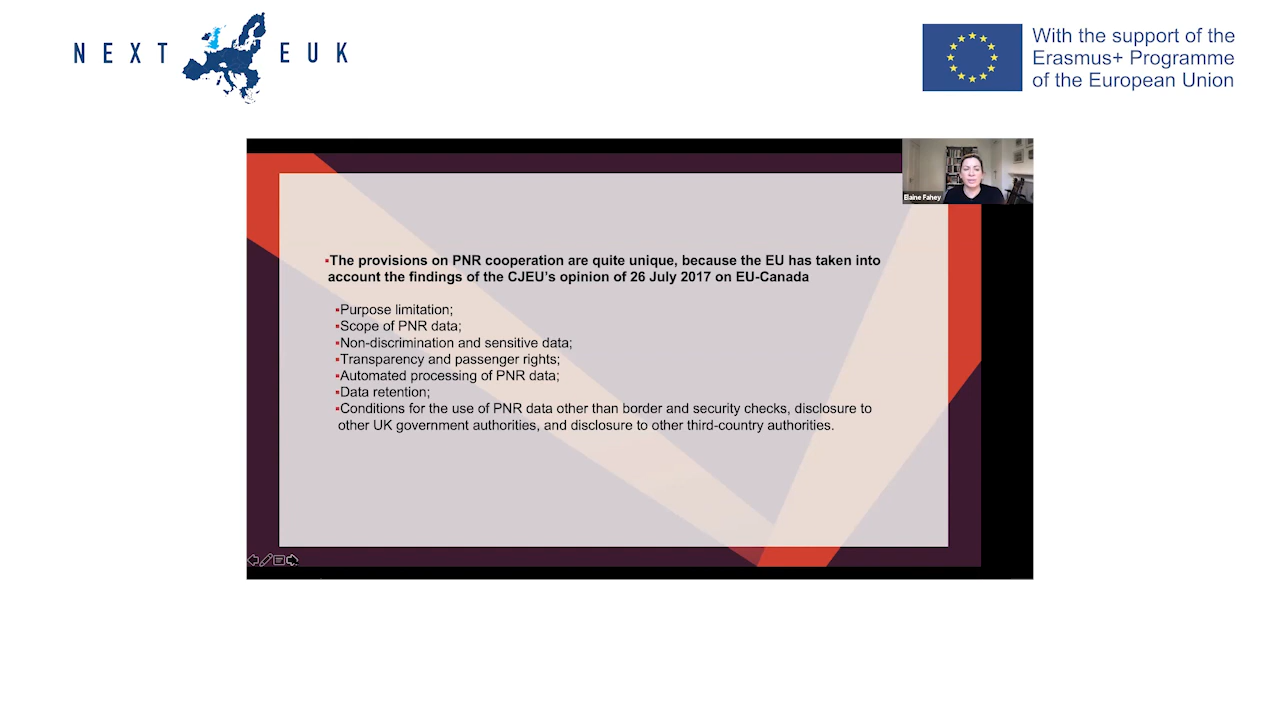 NEXT EUK
With the support of the
Erasmus+ Programme
of the European Union
Elaine Fahey
▪The provisions on PNR cooperation are quite unique, because the EU has taken into
account the findings of the CJEU's opinion of 26 July 2017 on EU-Canada
▪Purpose limitation;
▪Scope of PNR data;
▪Non-discrimination and sensitive data;
▪Transparency and passenger rights;
▪Automated processing of PNR data;
▪Data retention;
▪Conditions for the use of PNR data other than border and security checks, disclosure to
other UK government authorities, and disclosure to other third-country authorities.